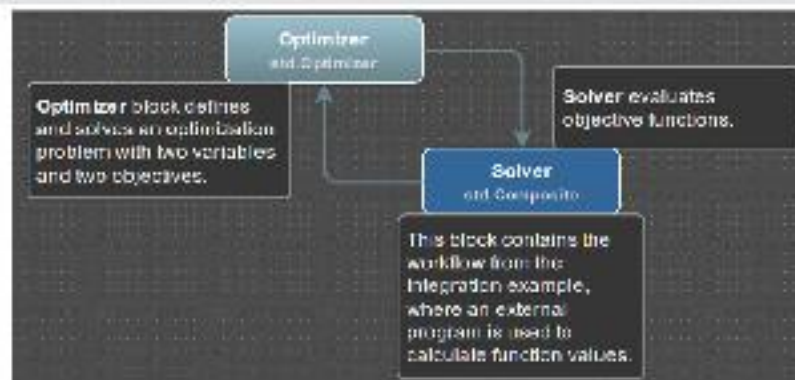 Optimizer
std.Optimizer
Optimizer block defines
and solves an optimization
problem with two variables
and two objectives.
Solver evaluates
objective functions.
Solver
std.Composite
This block contains the
workflow from the
Integration example,
where an external
program is used to
calculate function values.